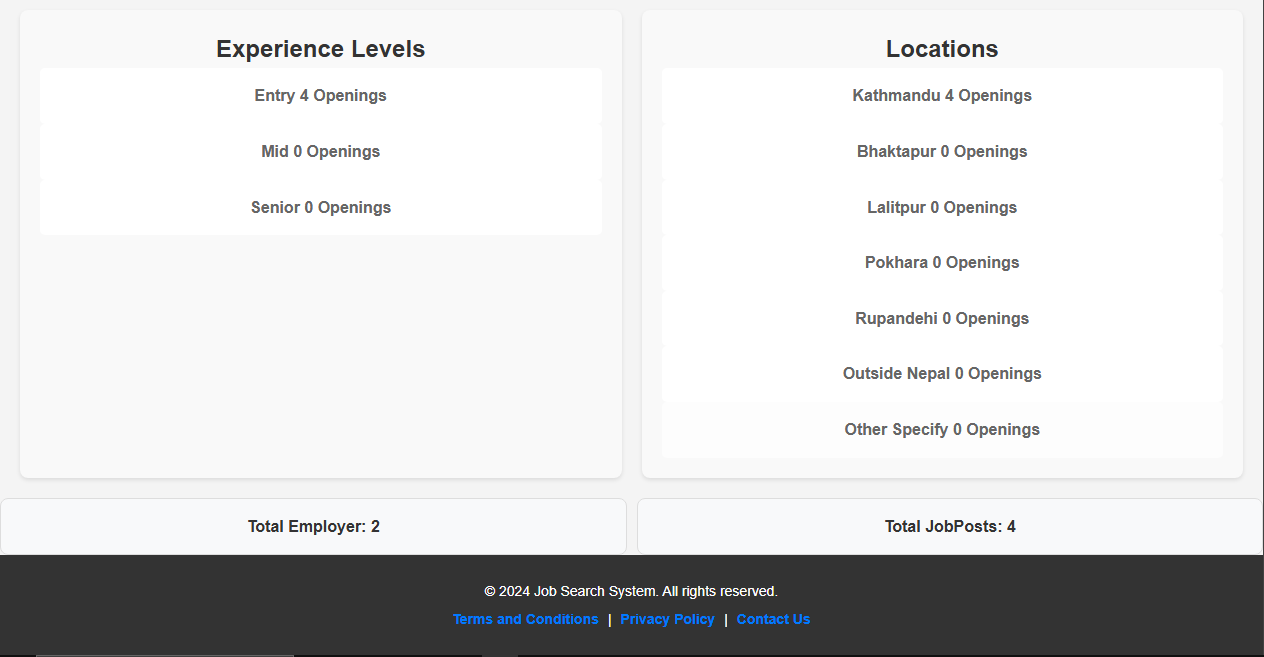 Experience Levels
Entry 4 Openings
Mid 0 Openings
Senior 0 Openings
Locations
Kathmandu 4 Openings
Bhaktapur 0 Openings
Lalitpur 0 Openings
Pokhara 0 Openings
Rupandehi 0 Openings
Outside Nepal 0 Openings
Other Specify 0 Openings
Total Employer: 2
Total JobPosts: 4
© 2024 Job Search System. All rights reserved.
Terms and Conditions | Privacy Policy | Contact Us